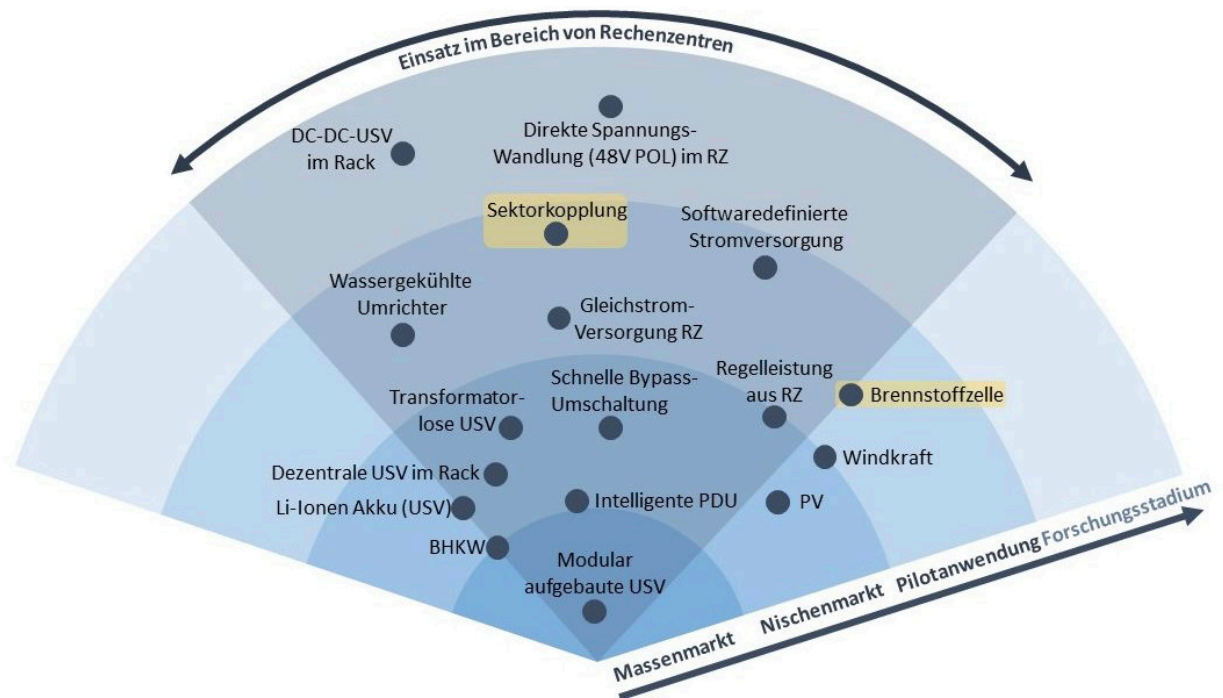 Einsatz im Bereich von Rechenzentren
DC-DC-USV
im Rack
Direkte Spannungs-
Wandlung (48V POL) im RZ
Sektorkopplung
Softwaredefinierte
Stromversorgung
Wassergekühlte
Umrichter
Gleichstrom-
Versorgung RZ
Transformator-
lose USV
Schnelle Bypass-
Umschaltung
Regelleistung
aus RZ
Brennstoffzelle
Windkraft
Dezentrale USV im Rack
Li-Ionen Akku (USV)
Intelligente PDU
PV
BHKW
Modular
aufgebaute USV
Massenmarkt Nischenmarkt Pilotanwendung Forschungsstadium